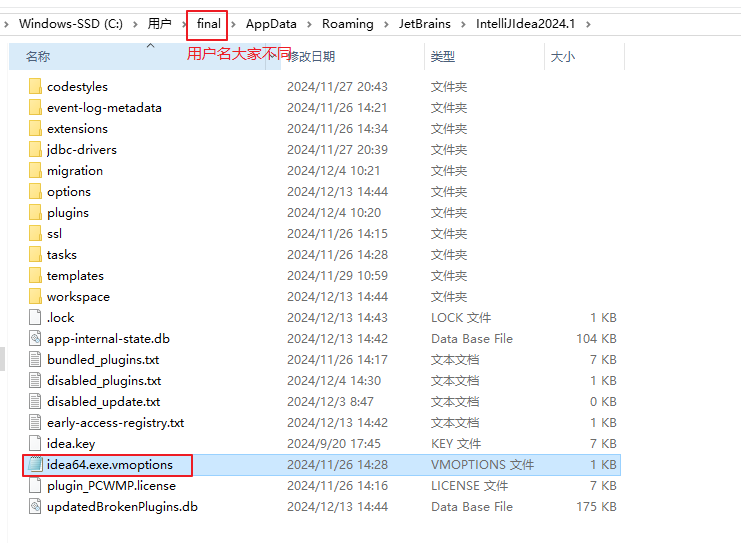 Windows-SSD (C:) > 用户 > final > AppData > Roaming > JetBrains > IntelliJIdea2024.1 >
用户名大家不同
名称 修改日期 类型 大小
codestyles 2024/11/27 20:43 文件夹
event-log-metadata 2024/11/26 14:21 文件夹
extensions 2024/11/26 14:34 文件夹
jdbc-drivers 2024/11/27 20:39 文件夹
migration 2024/12/4 10:21 文件夹
options 2024/12/13 14:44 文件夹
plugins 2024/12/4 10:20 文件夹
ssl 2024/11/26 14:15 文件夹
tasks 2024/11/26 14:28 文件夹
templates 2024/11/29 10:59 文件夹
workspace 2024/12/13 14:44 文件夹
.lock 2024/12/13 14:43 LOCK 文件 1 KB
app-internal-state.db 2024/12/13 14:42 Data Base File 104 KB
bundled_plugins.txt 2024/11/26 14:17 文本文档 7 KB
disabled_plugins.txt 2024/12/4 14:30 文本文档 1 KB
disabled_update.txt 2024/12/3 8:47 文本文档 0 KB
early-access-registry.txt 2024/12/13 14:42 文本文档 1 KB
idea.key 2024/9/20 17:45 KEY 文件 7 KB
idea64.exe.vmoptions 2024/11/26 14:28 VMOPTIONS 文件 1 KB
plugin_PCWMP.license 2024/11/26 14:16 LICENSE 文件 7 KB
updatedBrokenPlugins.db 2024/12/13 14:44 Data Base File 175 KB